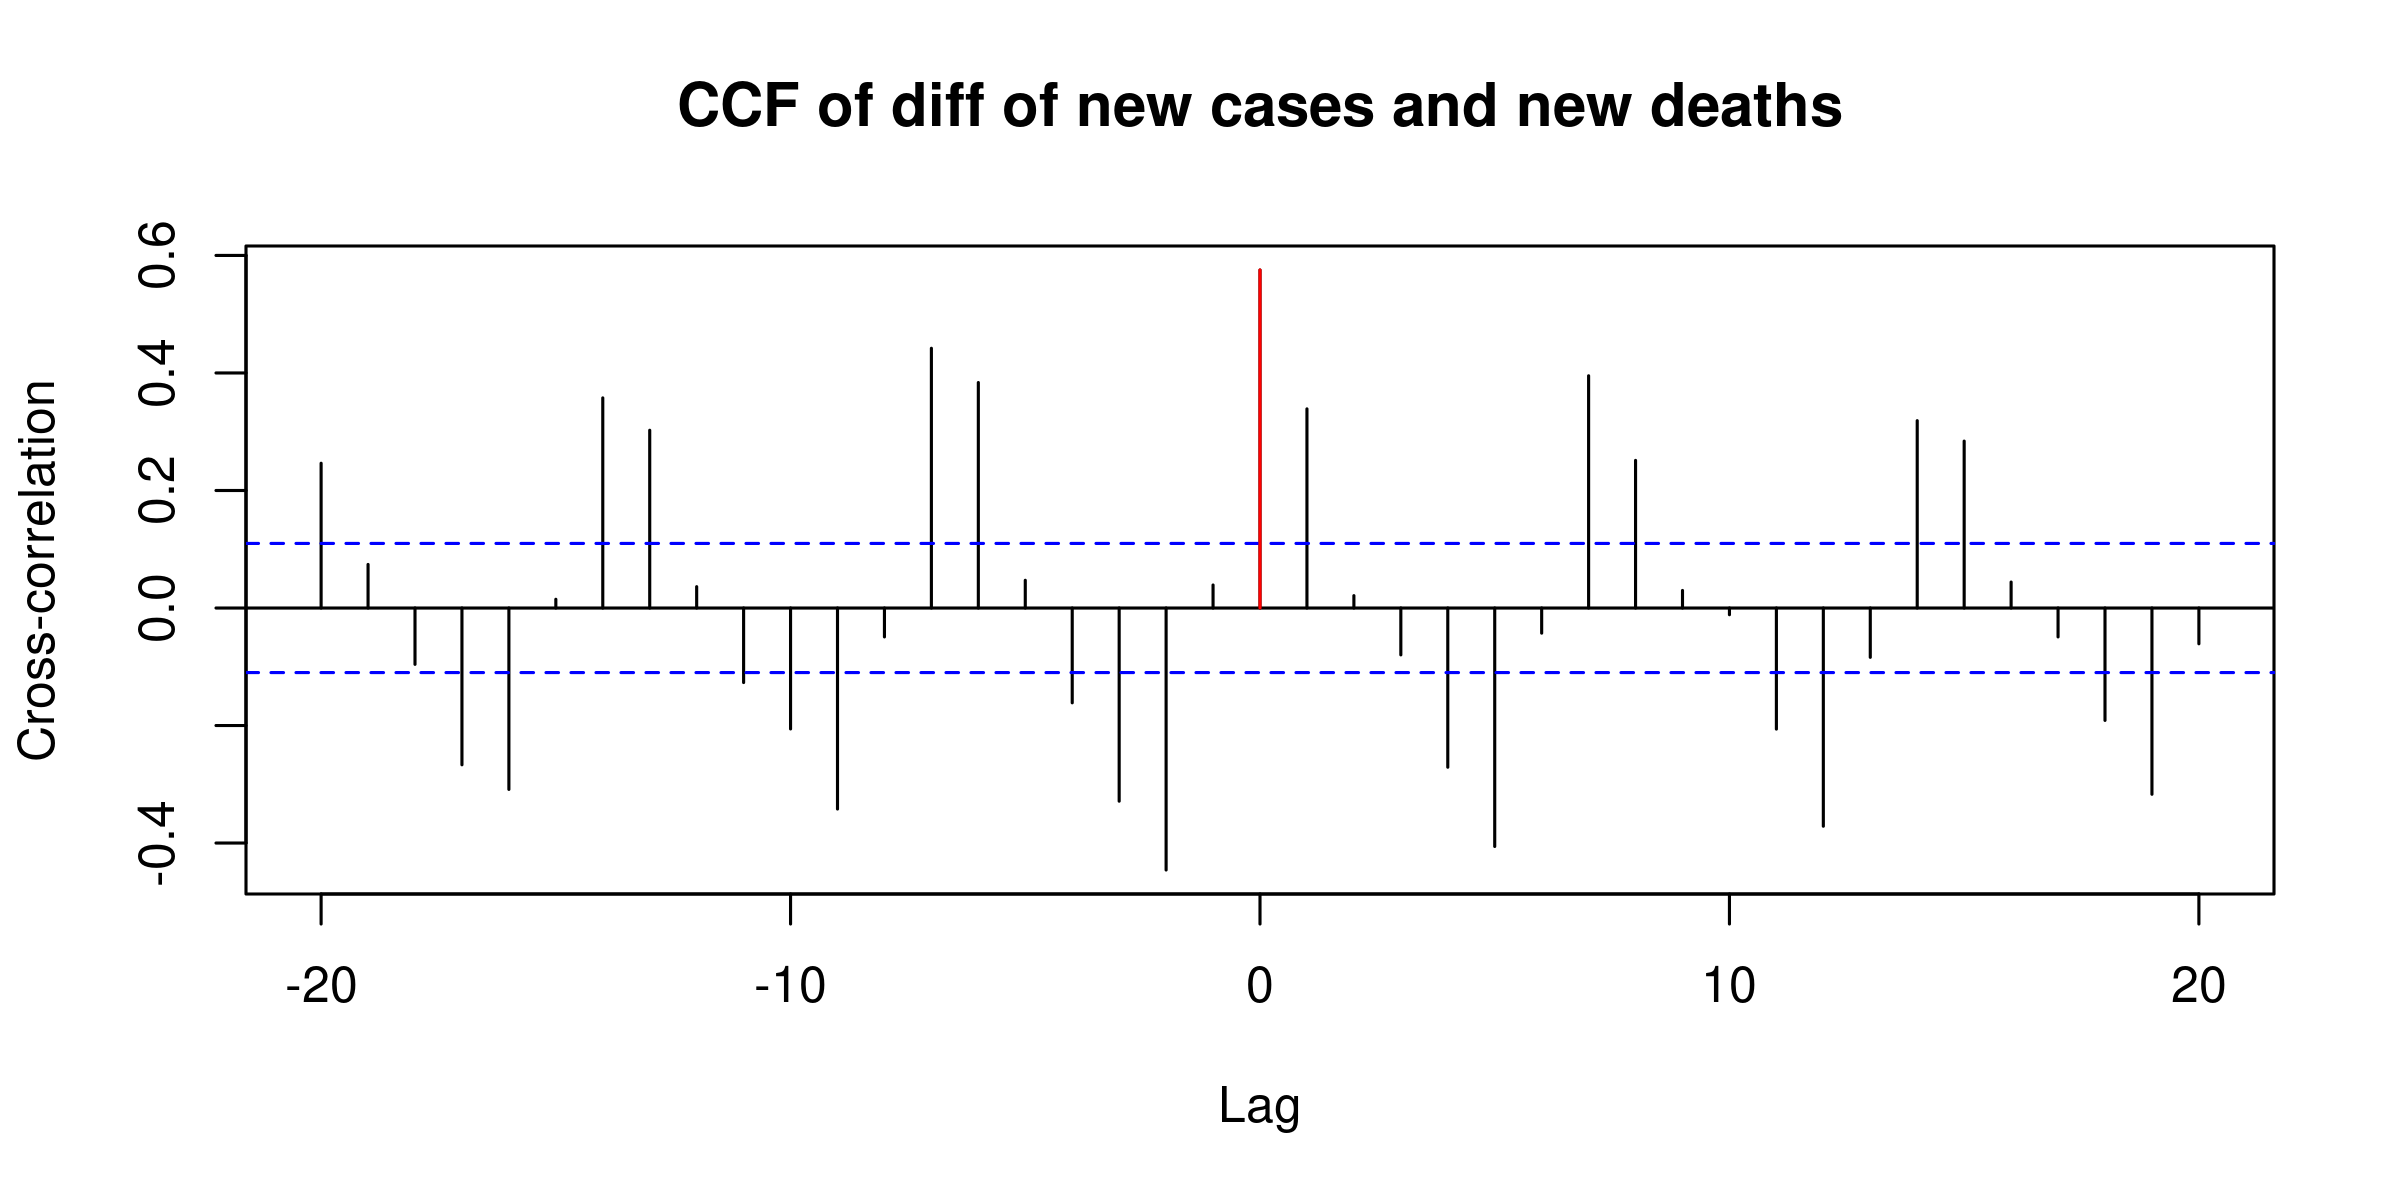 CCF of diff of new cases and new deaths
Cross-correlation
0.6
0.4
0.2
0.0
-0.4
-20 -10 0 10 20
Lag